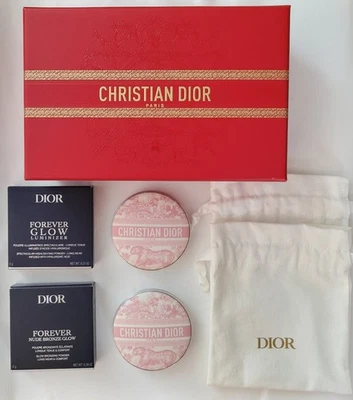 CHRISTIAN DIOR
PARIS
DIOR
FOREVER
GLOW
LUMINIZER
CHRISTIAN DIOR
DIOR
DIOR
FOREVER
NUDE BRONZE GLOW
CHRISTIAN DIOR